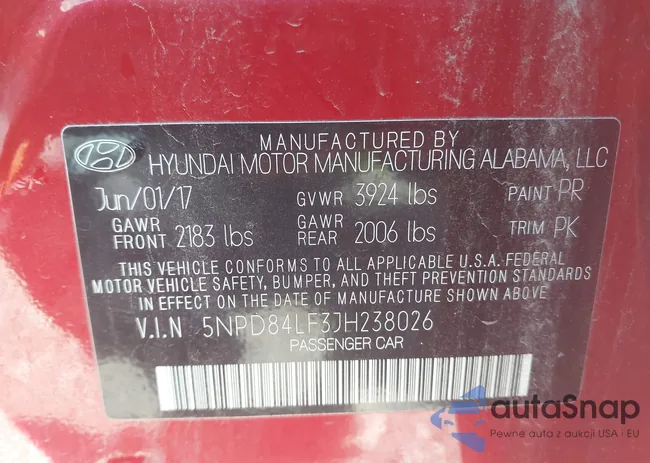 MANUFACTURED BY
HYUNDAI MOTOR MANUFACTURING ALABAMA, LLC
Jun/01/17 GVWR 3924 lbs PAINT PR
GAWR FRONT 2183 lbs GAWR REAR 2006 lbs TRIM PK
THIS VEHICLE CONFORMS TO ALL APPLICABLE U.S.A. FEDERAL
MOTOR VEHICLE SAFETY, BUMPER, AND THEFT PREVENTION STANDARDS
IN EFFECT ON THE DATE OF MANUFACTURE SHOWN ABOVE.
V.I.N 5NPD84LF3JH238026
PASSENGER CAR
autaSnap
Pewne auta z aukcji USA i EU